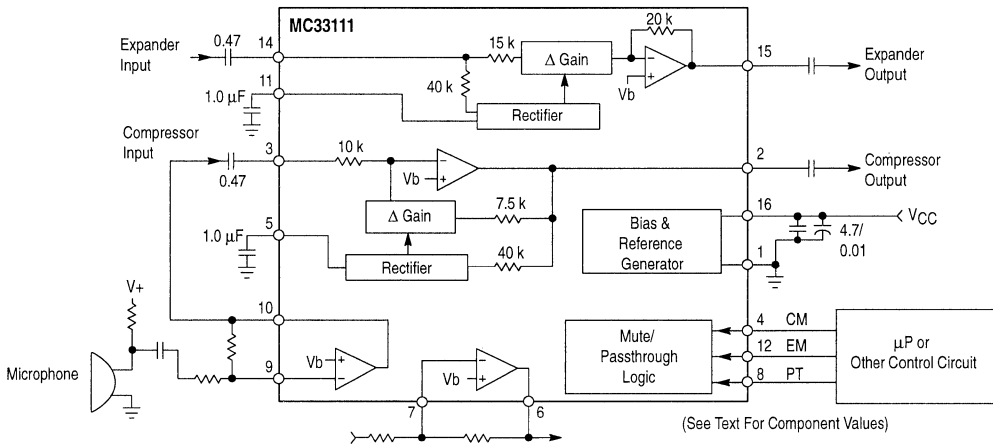 MC33111
Expander
Input
0.47
14
15 k
Δ Gain
20 k
Vb
15
Expander
Output
11
1.0 µF
40 k
Rectifier
Compressor
Input
0.47
3
10 k
Vb
2
Compressor
Output
Δ Gain
7.5 k
5
1.0 µF
Rectifier
40 k
Bias &
Reference
Generator
16
VCC
4.7/
0.01
1
V+
10
Microphone
9
Vb
Vb
7
6
Mute/
Passthrough
Logic
4 CM
12 EM
8 PT
µP or
Other Control Circuit
(See Text For Component Values)